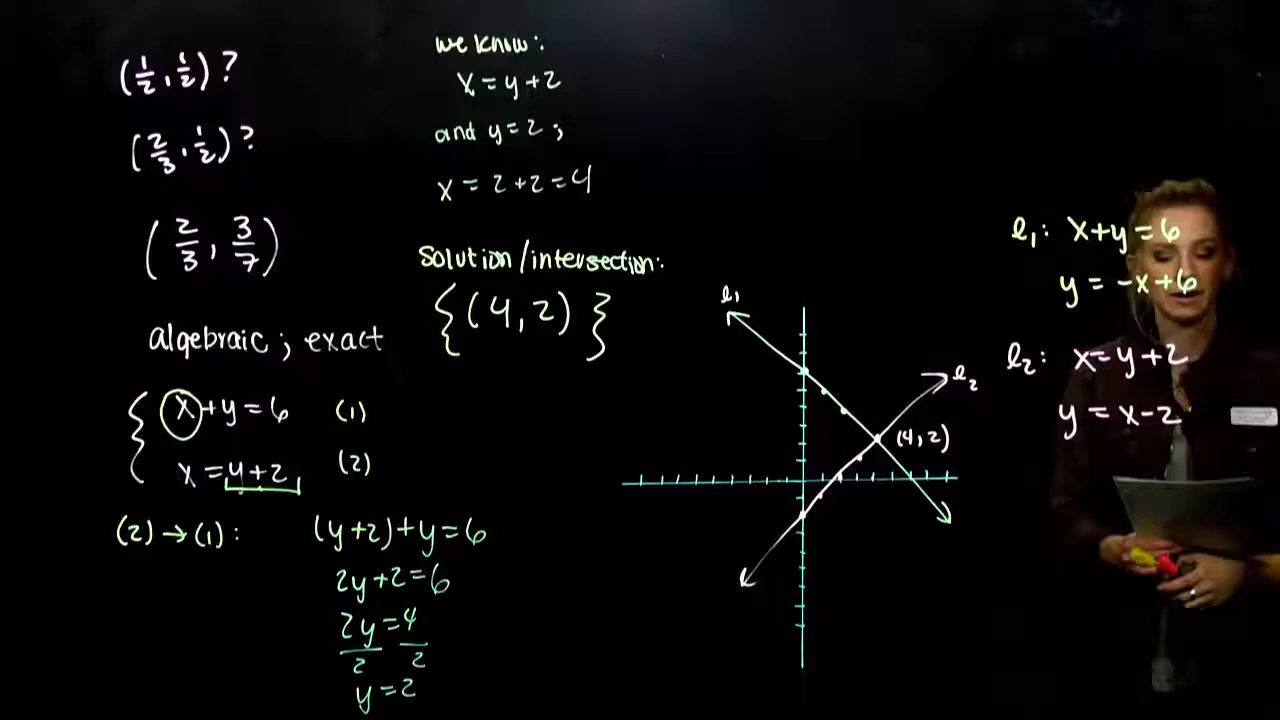 (1/2, 1/2)?
(2/3, 1/2)?
(2/3, 3/7)
algebraic; exact
x+y=6 (1)
x=y+2 (2)
(2)→(1): (y+2)+y=6
2y+2=6
2y/2=4/2
y=2
we know:
x=y+2
and y=2;
x=2+2=4
solution/intersection:
{(4,2)}
l₁
l₂
(4,2)
l₁: x+y=6
y=-x+6
l₂: x=y+2
y=x-2